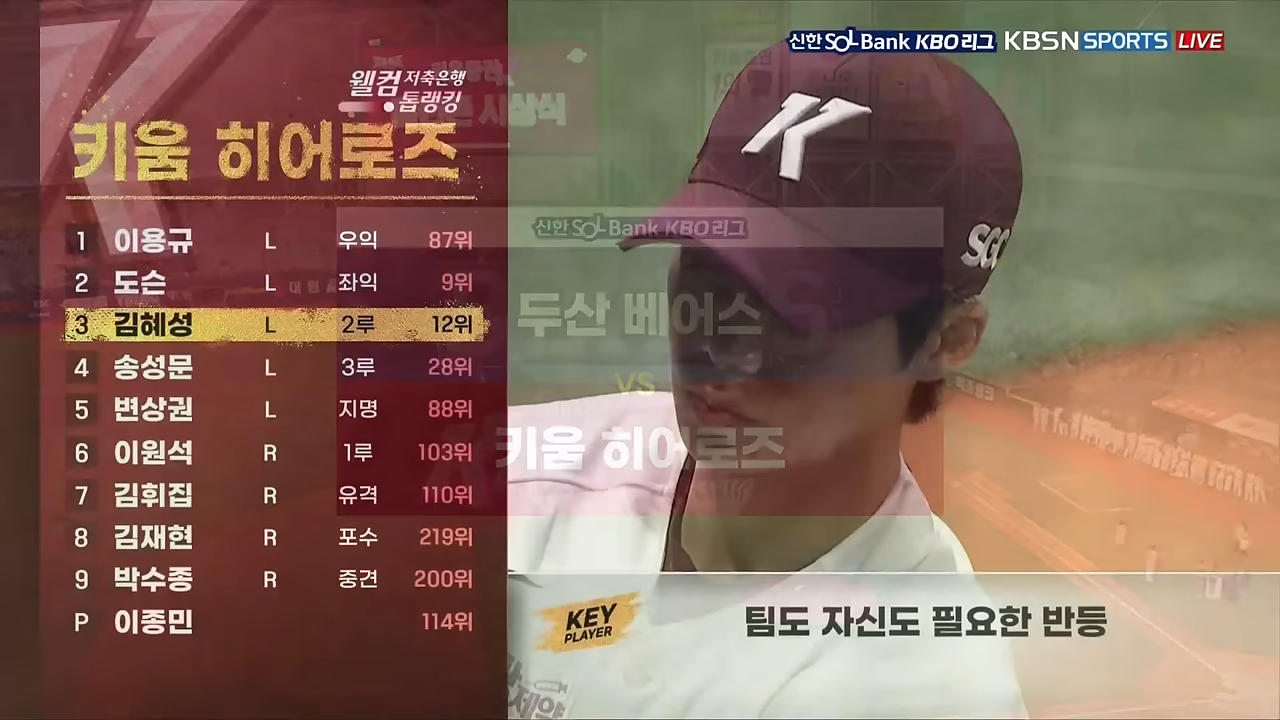 신한 SOL Bank KBO 리그 KBSN SPORTS LIVE
웰컴 저축은행
톱랭킹
시상식
키움 히어로즈
1 이용규 L 우익 87위
2 도슨 L 좌익 9위
3 김혜성 L 2루 12위
4 송성문 L 3루 28위
5 변상권 L 지명 88위
6 이원석 R 1루 103위
7 김휘집 R 유격 110위
8 김재현 R 포수 219위
9 박수종 R 중견 200위
P 이종민 114위
신한 SOL Bank KBO 리그
두산 베어스
VS
키움 히어로즈
K
KEY
PLAYER
팀도 자신도 필요한 반등